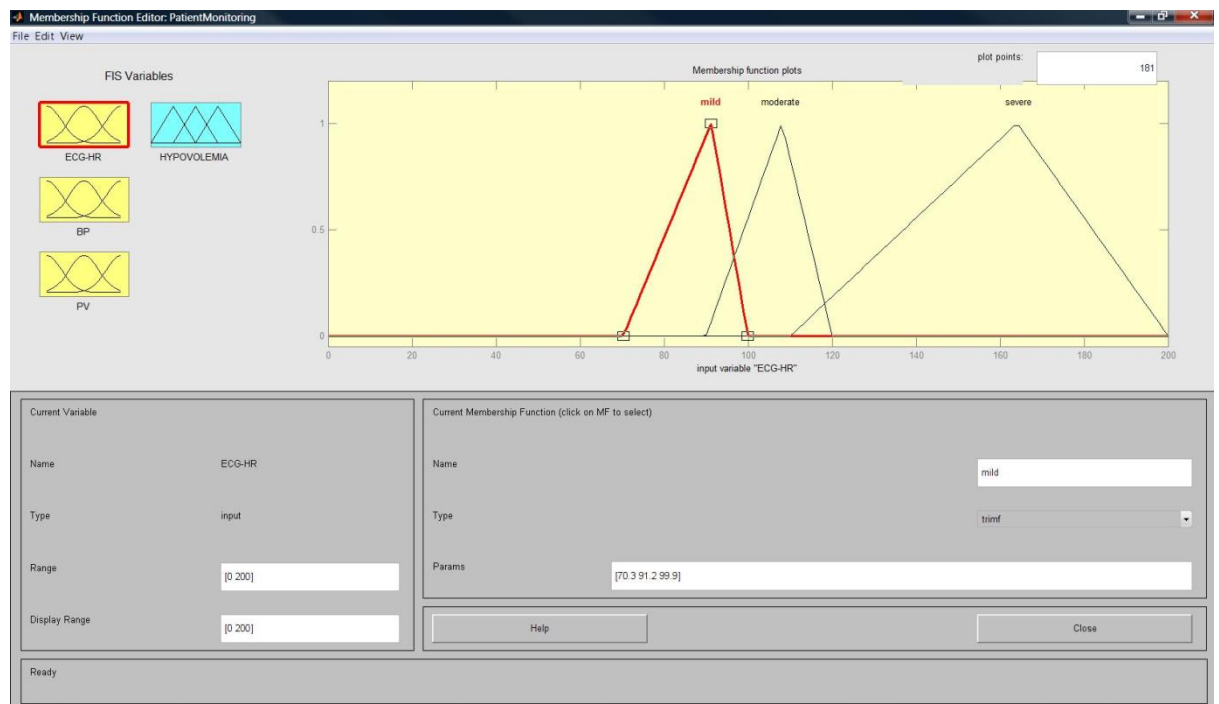 Membership Function Editor: PatientMonitoring
File Edit View
FIS Variables
ECG-HR
HYPOVOLEMIA
BP
PV
Membership function plots
plot points:
181
mild
moderate
severe
1
0.5
0
0 20 40 60 80 100 120 140 160 180 200
input variable "ECG-HR"
Current Variable
Name ECG-HR
Type input
Range [0 200]
Display Range [0 200]
Current Membership Function (click on MF to select)
Name mild
Type trimf
Params [70.3 91.2 99.9]
Help Close
Ready